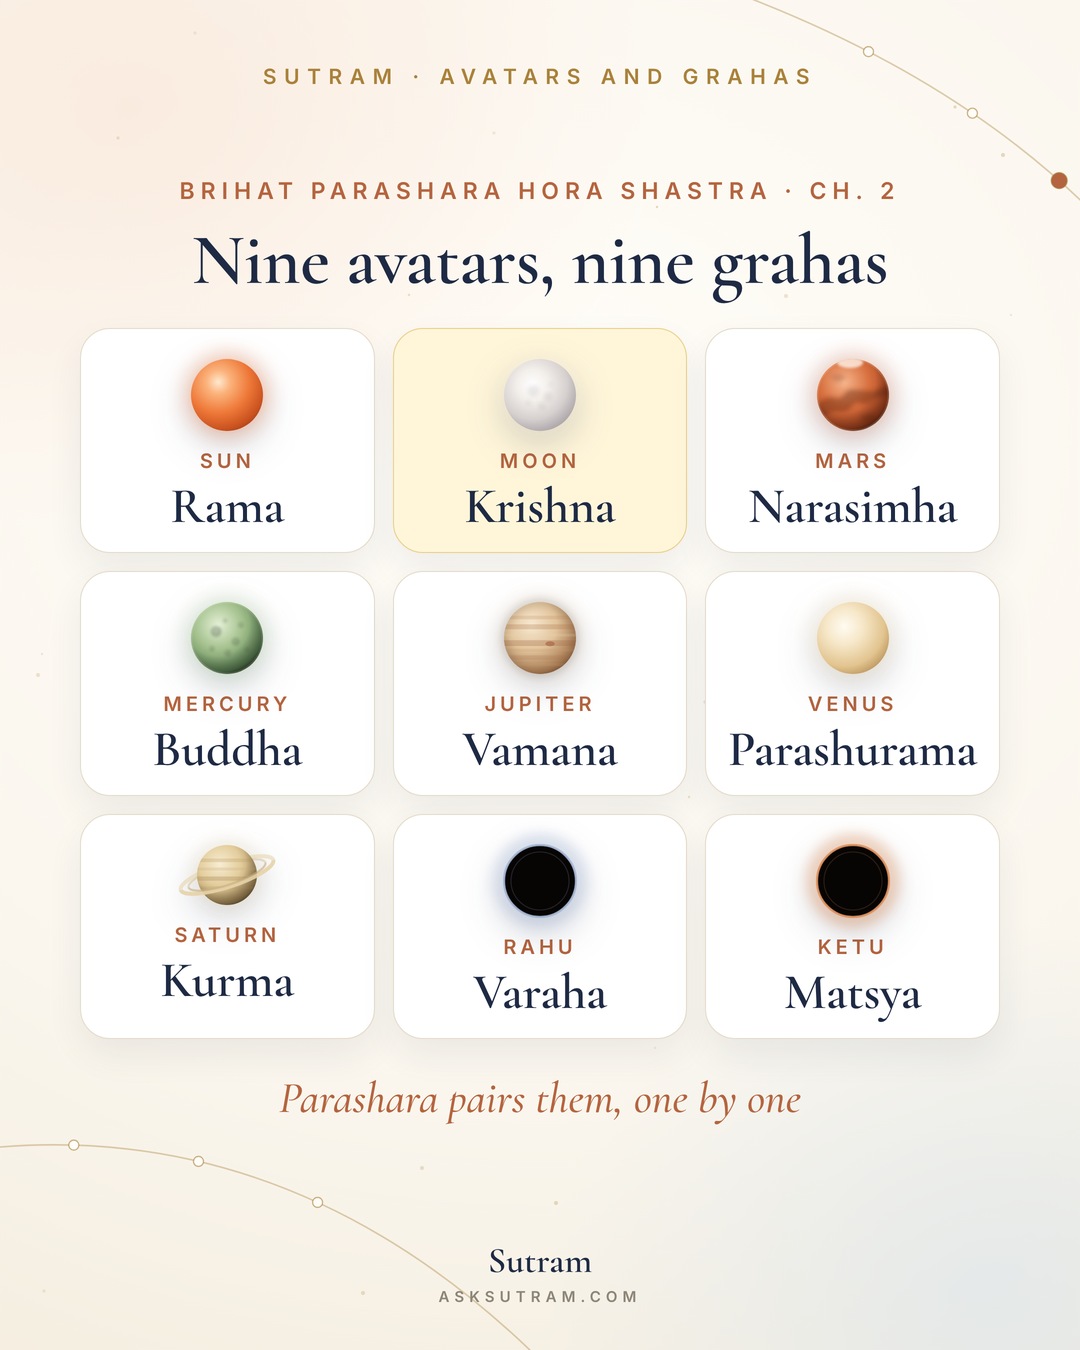 SUTRAM · AVATARS AND GRAHAS
BRIHAT PARASHARA HORA SHASTRA · CH. 2
Nine avatars, nine grahas
SUN
Rama
MOON
Krishna
MARS
Narasimha
MERCURY
Buddha
JUPITER
Vamana
VENUS
Parashurama
SATURN
Kurma
RAHU
Varaha
KETU
Matsya
Parashara pairs them, one by one
Sutram
ASKSUTRAM.COM